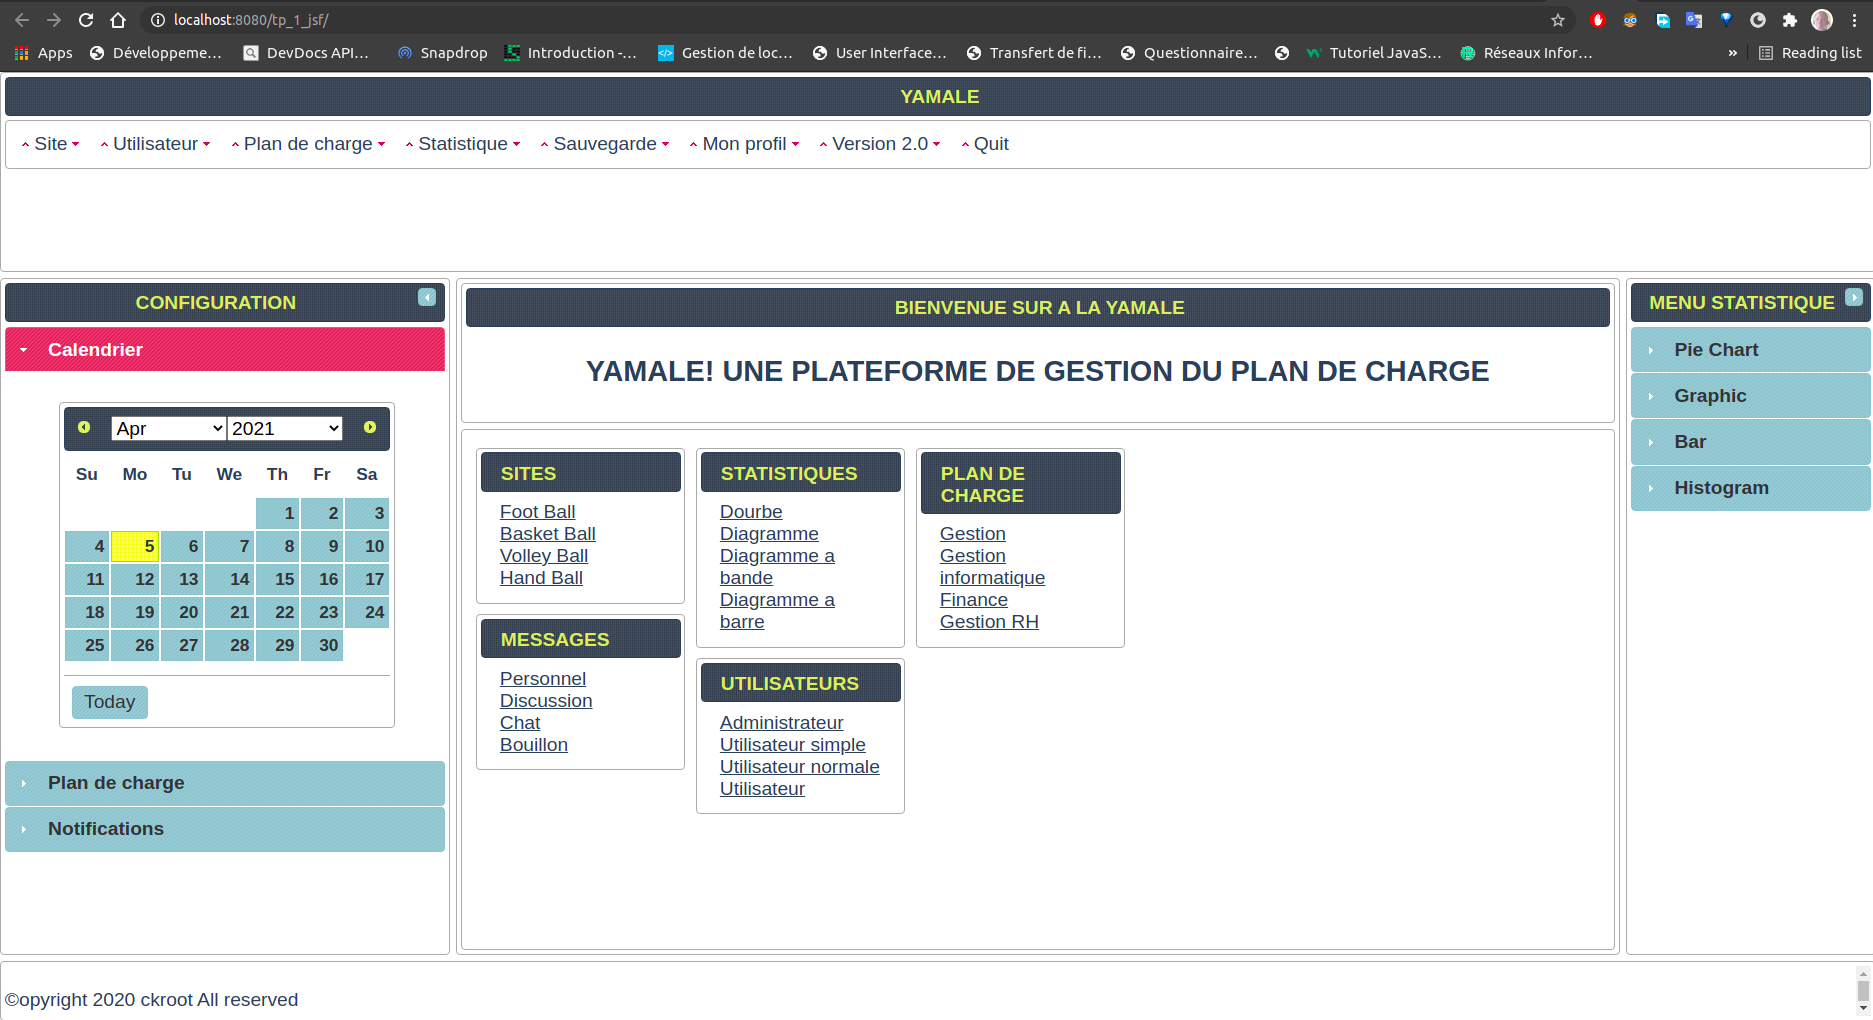 localhost:8080/tp_1_jsf/
Apps Développeme… DevDocs API… Snapdrop Introduction -… Gestion de loc… User Interface… Transfert de fi… Questionnaire… Tutoriel JavaS… Réseaux Infor… » Reading list
YAMALE
Site Utilisateur Plan de charge Statistique Sauvegarde Mon profil Version 2.0 Quit
CONFIGURATION
Calendrier
Apr 2021
Su Mo Tu We Th Fr Sa
1 2 3
4 5 6 7 8 9 10
11 12 13 14 15 16 17
18 19 20 21 22 23 24
25 26 27 28 29 30
Today
Plan de charge
Notifications
BIENVENUE SUR A LA YAMALE
YAMALE! UNE PLATEFORME DE GESTION DU PLAN DE CHARGE
SITES
Foot Ball
Basket Ball
Volley Ball
Hand Ball
MESSAGES
Personnel
Discussion
Chat
Bouillon
STATISTIQUES
Dourbe
Diagramme
Diagramme a
bande
Diagramme a
barre
UTILISATEURS
Administrateur
Utilisateur simple
Utilisateur normale
Utilisateur
PLAN DE
CHARGE
Gestion
Gestion
informatique
Finance
Gestion RH
MENU STATISTIQUE
Pie Chart
Graphic
Bar
Histogram
©opyright 2020 ckroot All reserved